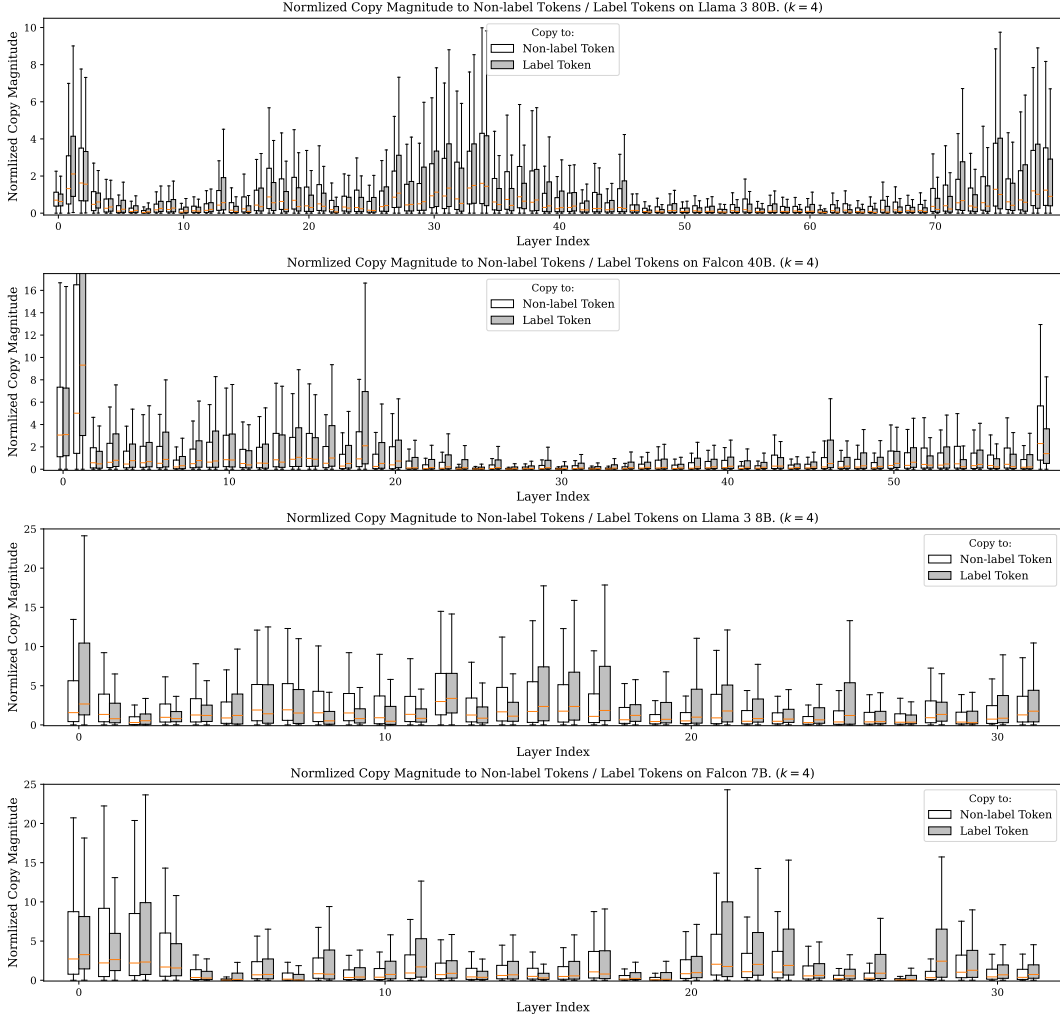 Normlized Copy Magnitude to Non-label Tokens / Label Tokens on Llama 3 80B. (k = 4)
Normlized Copy Magnitude
10
8
6
4
2
0
Copy to:
Non-label Token
Label Token
0 10 20 30 40 50 60 70
Layer Index
Normlized Copy Magnitude to Non-label Tokens / Label Tokens on Falcon 40B. (k = 4)
Normlized Copy Magnitude
16
14
12
10
8
6
4
2
0
Copy to:
Non-label Token
Label Token
0 10 20 30 40 50
Layer Index
Normlized Copy Magnitude to Non-label Tokens / Label Tokens on Llama 3 8B. (k = 4)
Normlized Copy Magnitude
25
20
15
10
5
0
Copy to:
Non-label Token
Label Token
0 10 20 30
Layer Index
Normlized Copy Magnitude to Non-label Tokens / Label Tokens on Falcon 7B. (k = 4)
Normlized Copy Magnitude
25
20
15
10
5
0
Copy to:
Non-label Token
Label Token
0 10 20 30
Layer Index